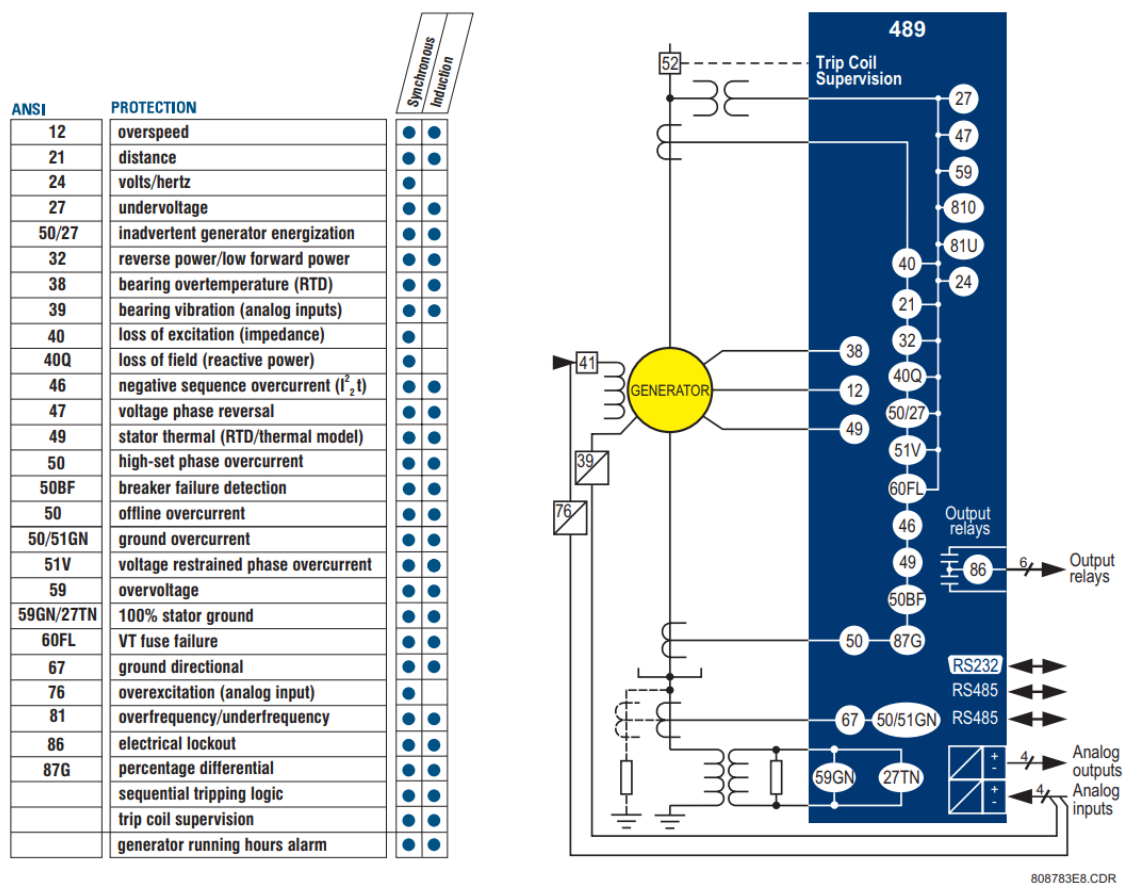 Synchronous
Induction
ANSI PROTECTION
12 overspeed
21 distance
24 volts/hertz
27 undervoltage
50/27 inadvertent generator energization
32 reverse power/low forward power
38 bearing overtemperature (RTD)
39 bearing vibration (analog inputs)
40 loss of excitation (impedance)
40Q loss of field (reactive power)
46 negative sequence overcurrent (I²₂t)
47 voltage phase reversal
49 stator thermal (RTD/thermal model)
50 high-set phase overcurrent
50BF breaker failure detection
50 offline overcurrent
50/51GN ground overcurrent
51V voltage restrained phase overcurrent
59 overvoltage
59GN/27TN 100% stator ground
60FL VT fuse failure
67 ground directional
76 overexcitation (analog input)
81 overfrequency/underfrequency
86 electrical lockout
87G percentage differential
sequential tripping logic
trip coil supervision
generator running hours alarm
489
52
Trip Coil
Supervision
27
47
59
810
81U
24
40
21
32
40Q
50/27
51V
60FL
46
49
50BF
87G
50
38
12
49
41
GENERATOR
39
76
Output
relays
86
6
Output
relays
RS232
RS485
RS485
67
50/51GN
59GN
27TN
+
-
4
Analog
outputs
+
-
4
Analog
inputs
808783E8.CDR